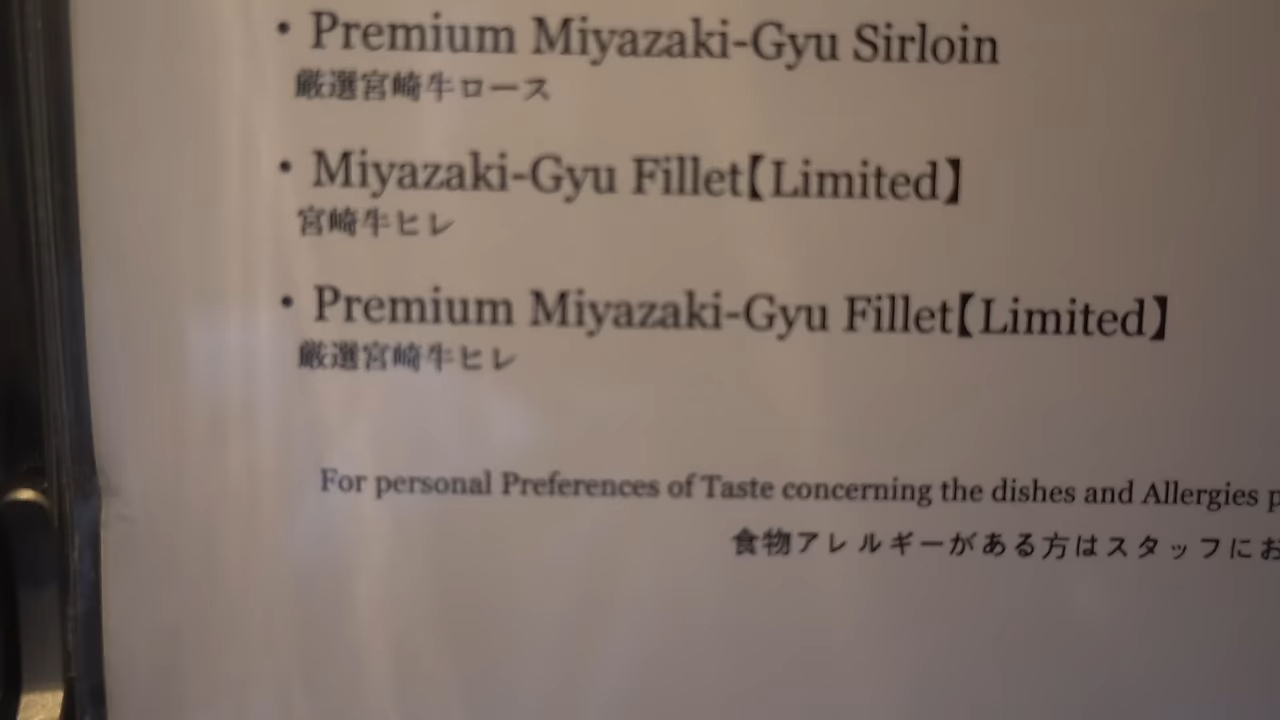 ・Premium Miyazaki-Gyu Sirloin
厳選宮崎牛ロース
・Miyazaki-Gyu Fillet【Limited】
宮崎牛ヒレ
・Premium Miyazaki-Gyu Fillet【Limited】
厳選宮崎牛ヒレ
For personal Preferences of Taste concerning the dishes and Allergies p
食物アレルギーがある方はスタッフにお